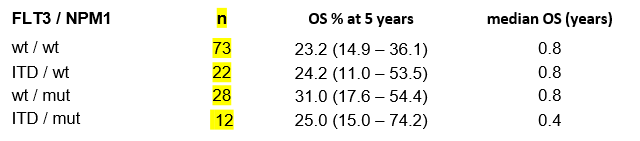 FLT3 / NPM1 n OS % at 5 years median OS (years)
wt / wt 73 23.2 (14.9 – 36.1) 0.8
ITD / wt 22 24.2 (11.0 – 53.5) 0.8
wt / mut 28 31.0 (17.6 – 54.4) 0.8
ITD / mut 12 25.0 (15.0 – 74.2) 0.4